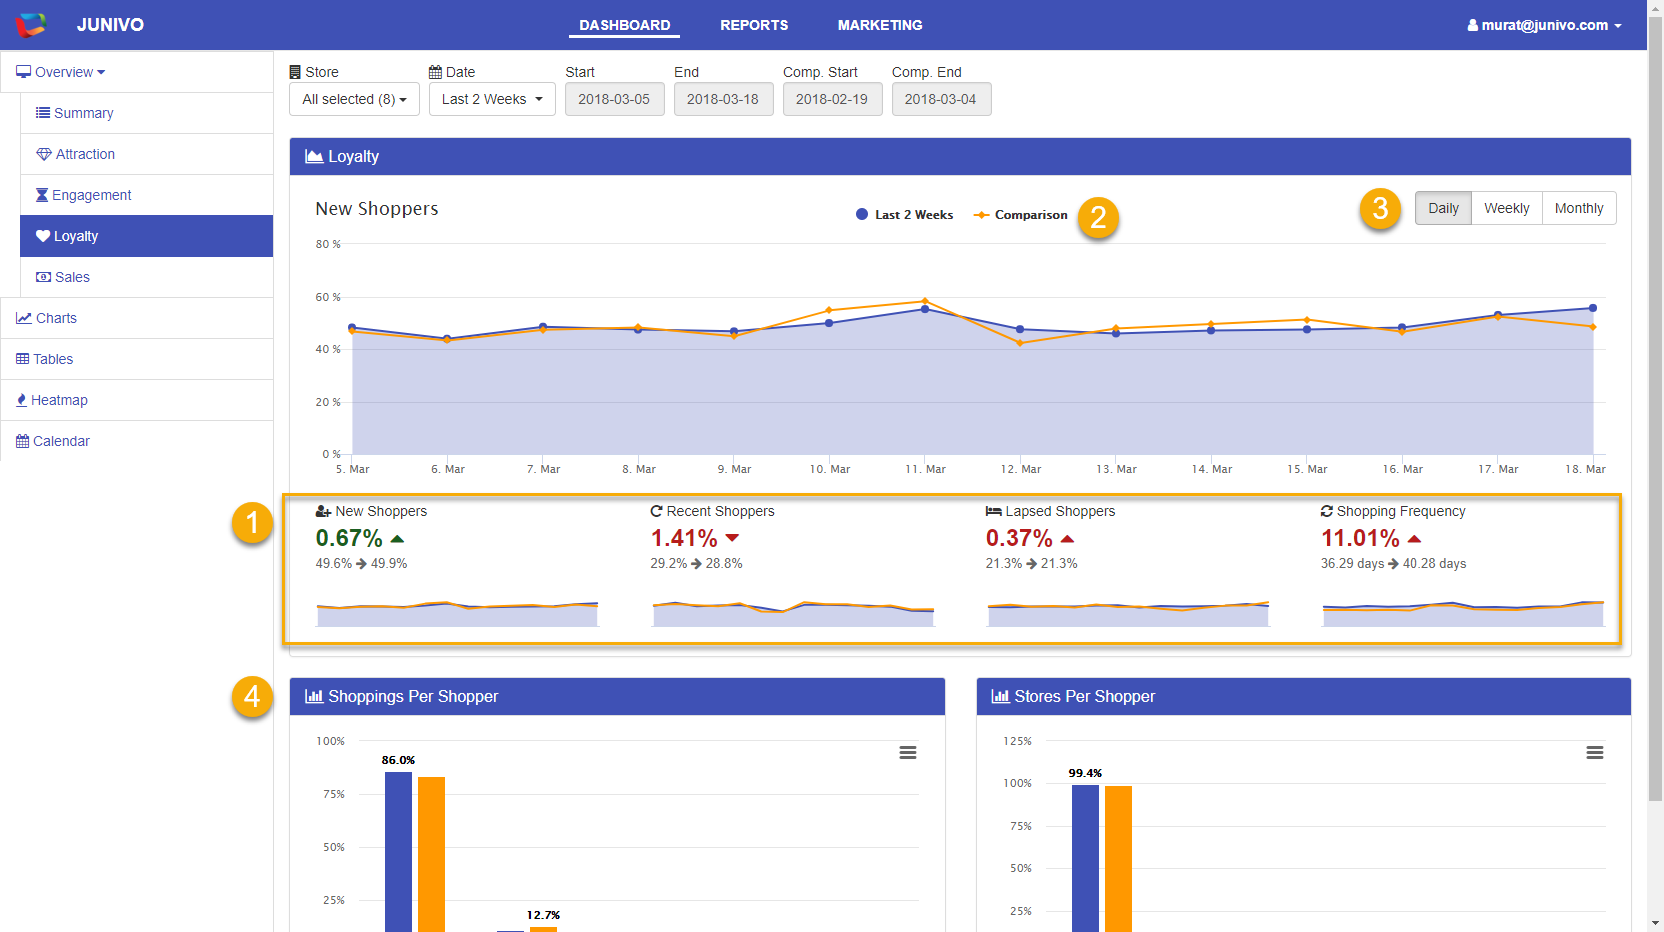 JUNIVO
DASHBOARD REPORTS MARKETING
murat@junivo.com
Overview
Summary
Attraction
Engagement
Loyalty
Sales
Charts
Tables
Heatmap
Calendar
Store Date Start End Comp. Start Comp. End
All selected (8) Last 2 Weeks 2018-03-05 2018-03-18 2018-02-19 2018-03-04
Loyalty
New Shoppers
Last 2 Weeks Comparison 2
3 Daily Weekly Monthly
80 %
60 %
40 %
20 %
0 %
5. Mar 6. Mar 7. Mar 8. Mar 9. Mar 10. Mar 11. Mar 12. Mar 13. Mar 14. Mar 15. Mar 16. Mar 17. Mar 18. Mar
1
New Shoppers
0.67%
49.6% → 49.9%
Recent Shoppers
1.41%
29.2% → 28.8%
Lapsed Shoppers
0.37%
21.3% → 21.3%
Shopping Frequency
11.01%
36.29 days → 40.28 days
4
Shoppings Per Shopper
100%
86.0%
75%
50%
25%
12.7%
Stores Per Shopper
125%
100%
99.4%
75%
50%
25%